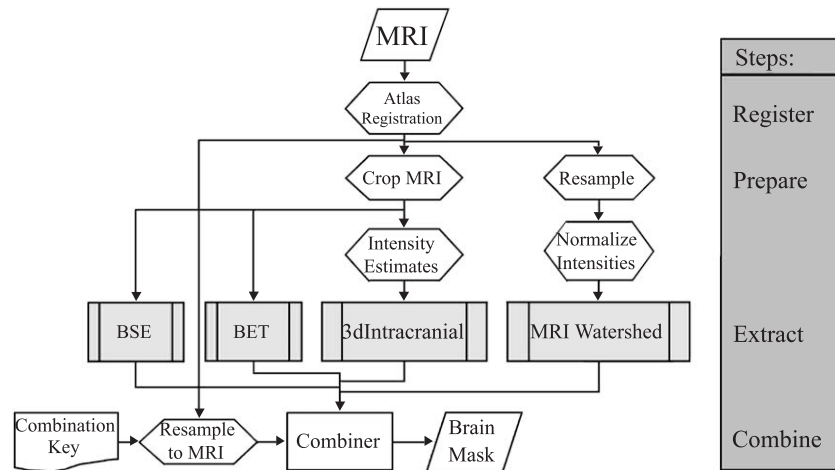 MRI
Steps:
Atlas
Registration
Register
Crop MRI
Resample
Prepare
Intensity
Estimates
Normalize
Intensities
BSE
BET
3dIntracranial
MRI Watershed
Extract
Combination
Key
Resample
to MRI
Combiner
Brain
Mask
Combine